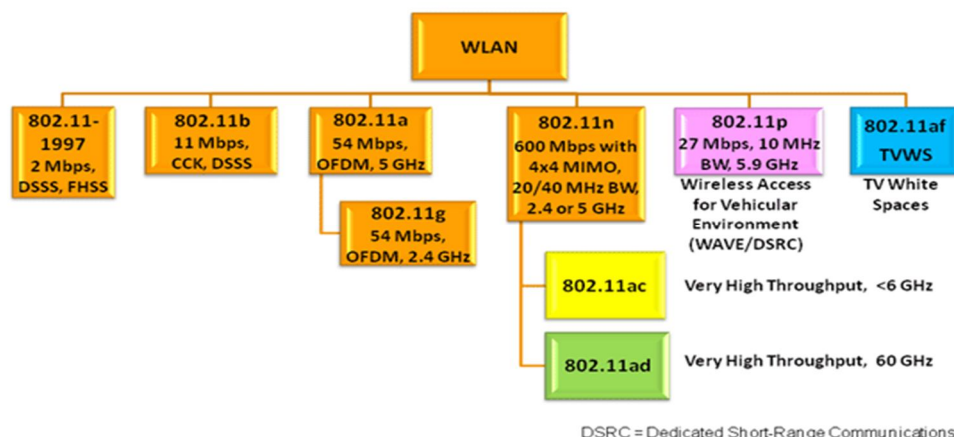 WLAN
802.11-
1997
2 Mbps,
DSSS, FHSS
802.11b
11 Mbps,
CCK, DSSS
802.11a
54 Mbps,
OFDM, 5 GHz
802.11g
54 Mbps,
OFDM, 2.4 GHz
802.11n
600 Mbps with
4x4 MIMO,
20/40 MHz BW,
2.4 or 5 GHz
802.11p
27 Mbps, 10 MHz
BW, 5.9 GHz
Wireless Access
for Vehicular
Environment
(WAVE/DSRC)
802.11af
TVWS
TV White
Spaces
802.11ac
Very High Throughput, <6 GHz
802.11ad
Very High Throughput, 60 GHz
DSRC = Dedicated Short-Range Communications